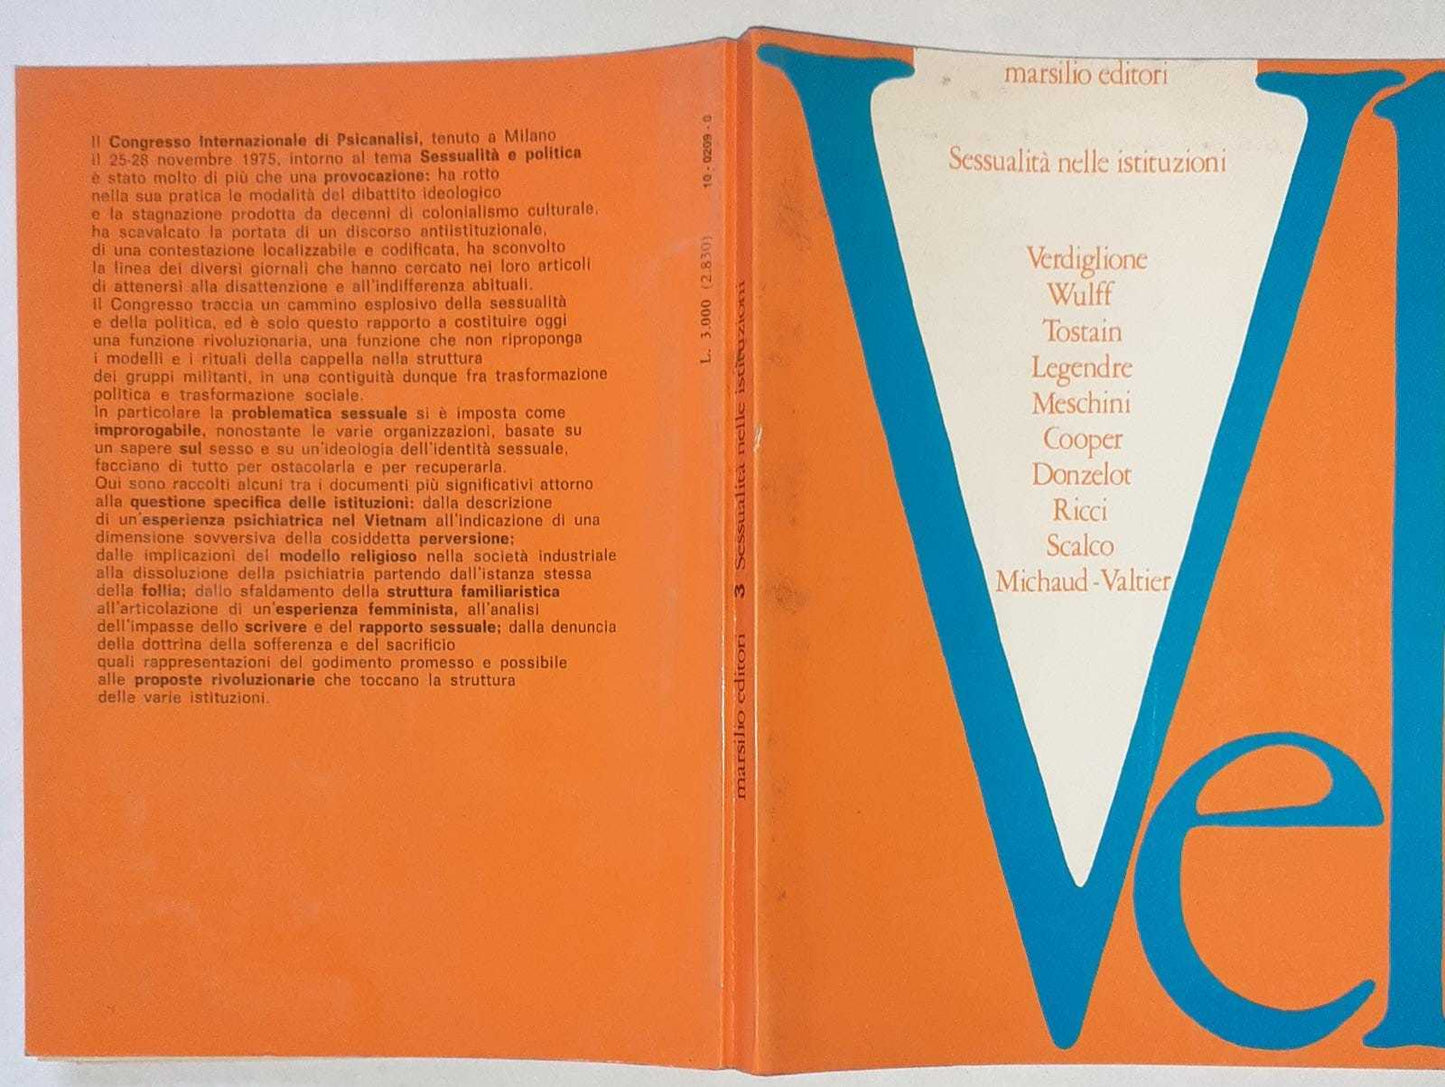 Il Congresso Internazionale di Psicanalisi, tenuto a Milano
il 25-28 novembre 1975, intorno al tema Sessualità e politica
è stato molto di più che una provocazione: ha rotto
nella sua pratica le modalità del dibattito ideologico
e la stagnazione prodotta da decenni di colonialismo culturale,
ha scavalcato la portata di un discorso antiistituzionale,
di una contestazione localizzabile e codificata, ha sconvolto
la linea dei diversi giornali che hanno cercato nei loro articoli
di attenersi alla disattenzione e all'indifferenza abituali.
Il Congresso traccia un cammino esplosivo della sessualità
e della politica, ed è solo questo rapporto a costituire oggi
una funzione rivoluzionaria, una funzione che non ripropone
i modelli e i rituali della cappella nella struttura
dei gruppi militanti, in una contiguità dunque fra trasformazione
politica e trasformazione sociale.
In particolare la problematica sessuale si è imposta come
improrogabile, nonostante le varie organizzazioni, basate su
un sapere sul sesso e su un'ideologia dell'identità sessuale,
facciano di tutto per ostacolarla e per recuperarla.
Qui sono raccolti alcuni tra i documenti più significativi attorno
alla questione specifica delle istituzioni: dalla descrizione
di un'esperienza psichiatrica nel Vietnam all'indicazione di una
dimensione sovversiva della cosiddetta perversione;
dalle implicazioni del modello religioso nella società industriale
alla dissoluzione della psichiatria partendo dall'istanza stessa
della follia; dallo sfaldamento della struttura familiaristica
all'articolazione di un'esperienza femminista, all'analisi
dell'impasse dello scrivere e del rapporto sessuale; dalla denuncia
della dottrina della sofferenza e del sacrificio
quali rappresentazioni del godimento promesso e possibile
alle proposte rivoluzionarie che toccano la struttura
delle varie istituzioni.
L. 3.000 (2.830) 10-0209-0
marsilio editori 3 Sessualità nelle istituzioni
marsilio editori
Sessualità nelle istituzioni
Verdiglione
Wulff
Tostain
Legendre
Meschini
Cooper
Donzelot
Ricci
Scalco
Michaud-Valtier
Ve